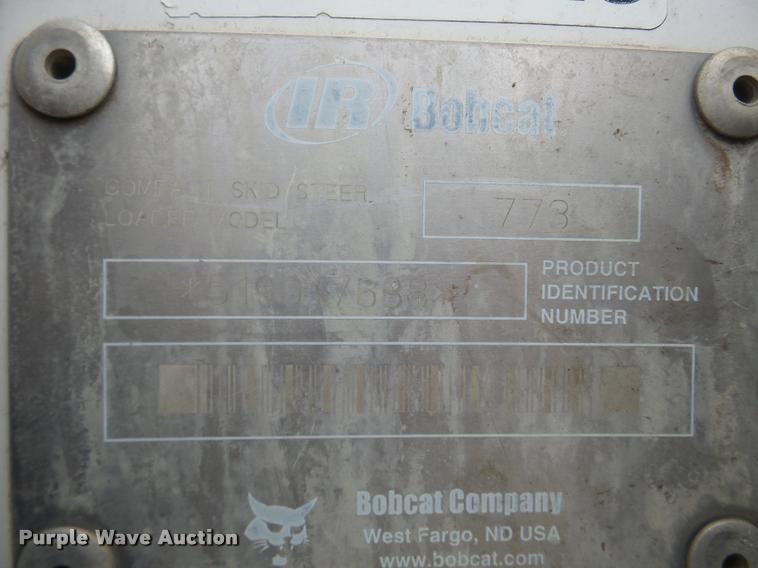 IR Bobcat
COMPACT SKID STEER
LOADER MODEL
773
PRODUCT
IDENTIFICATION
NUMBER
Bobcat Company
West Fargo, ND USA
www.bobcat.com
Purple Wave Auction